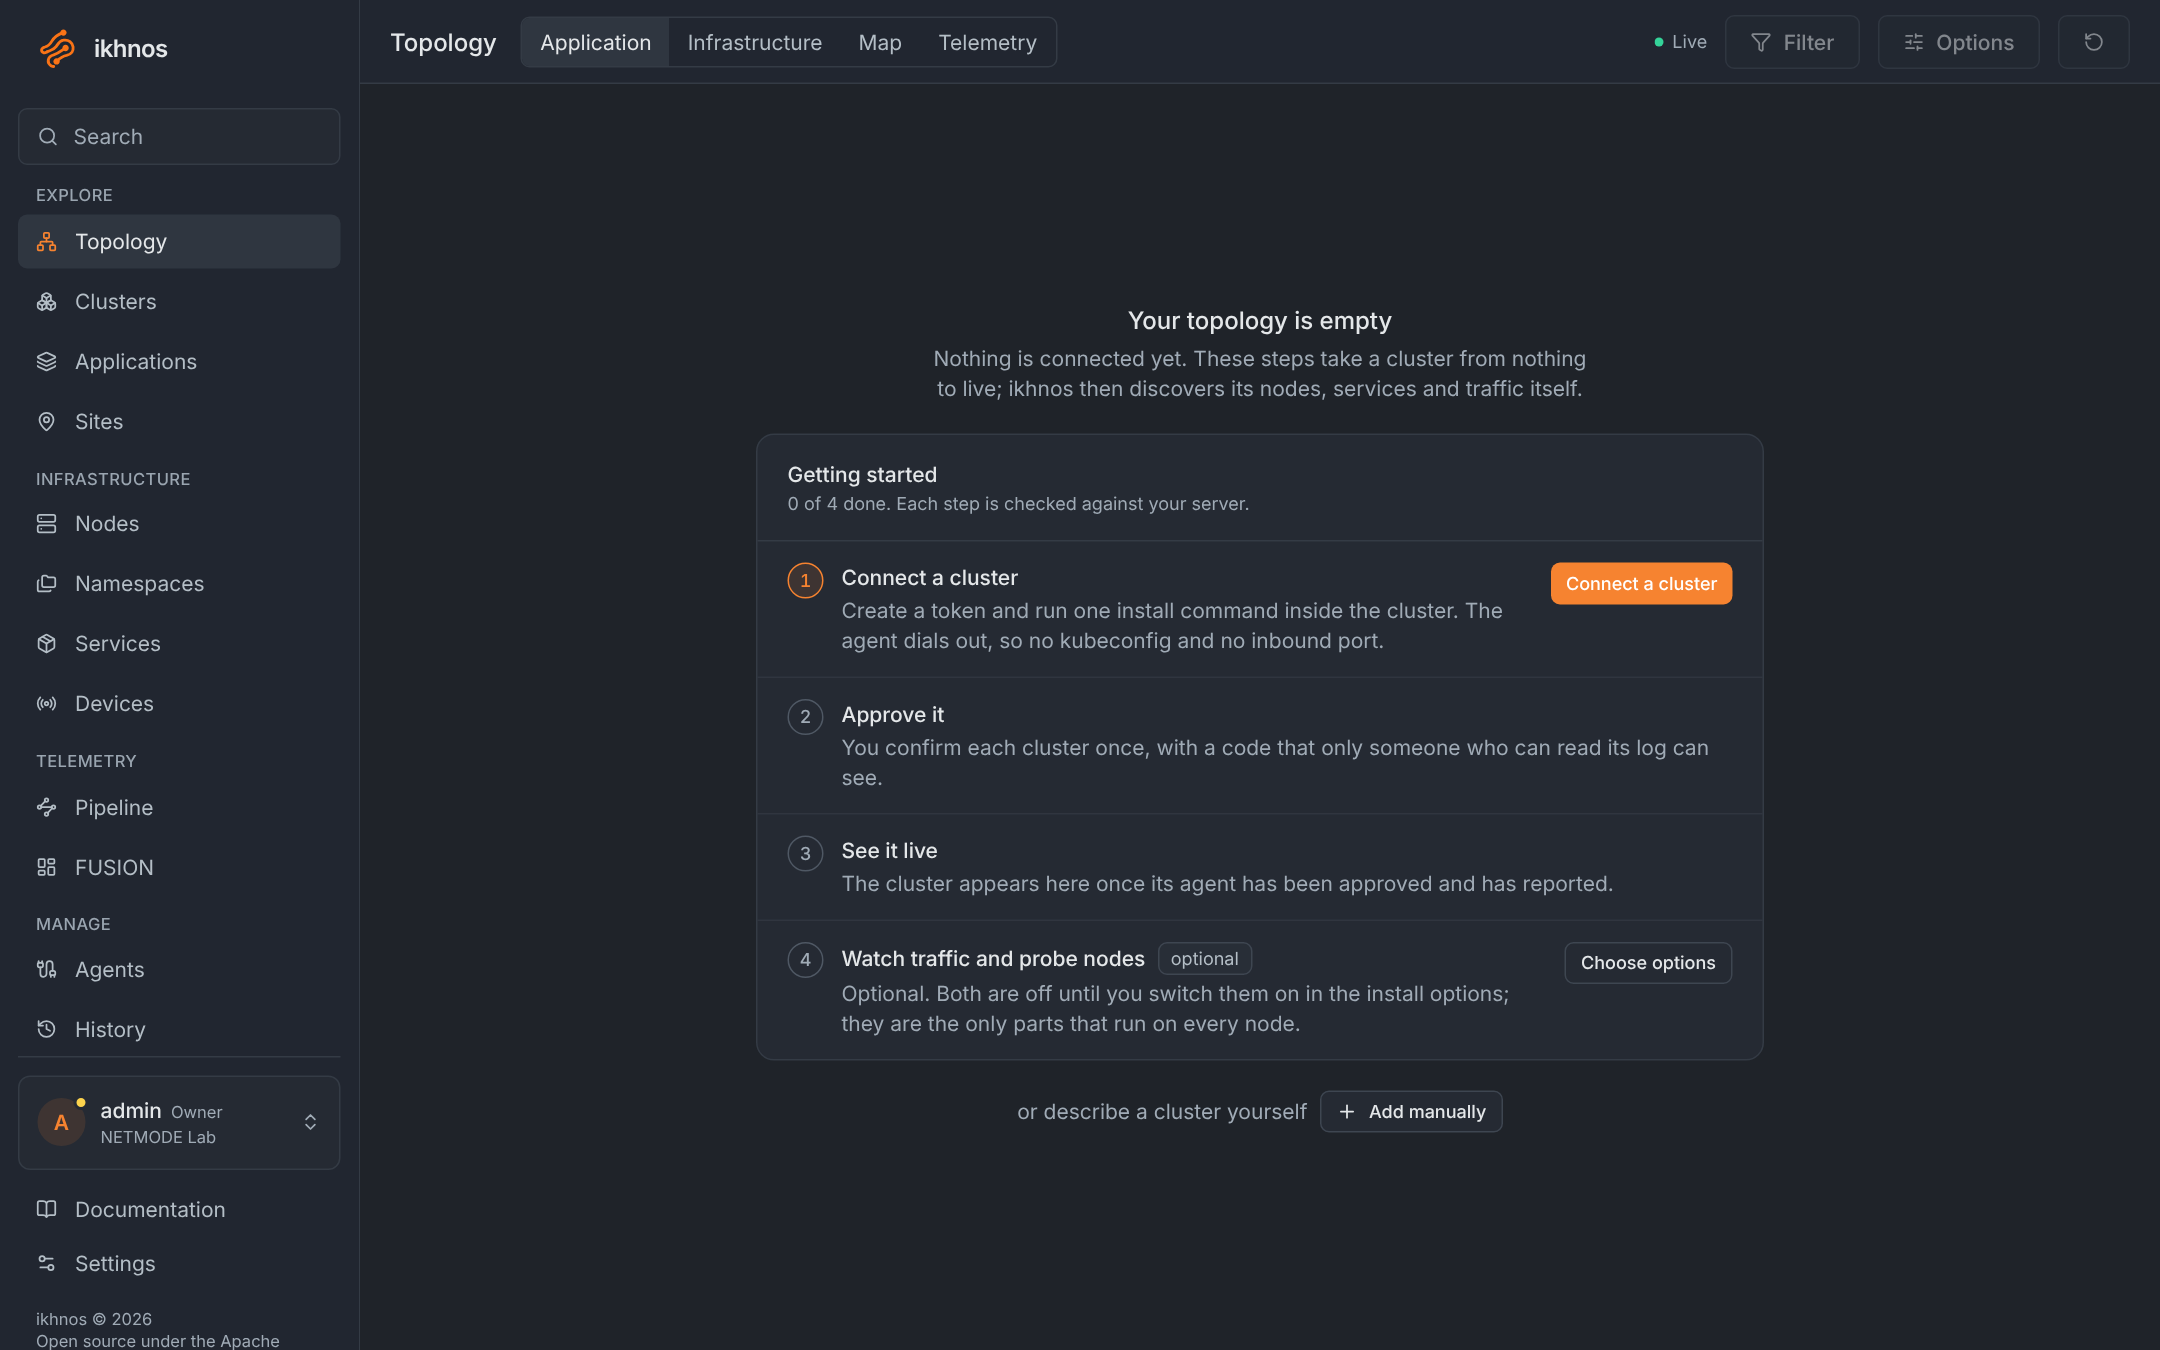 ikhnos
Search
EXPLORE
Topology
Clusters
Applications
Sites
INFRASTRUCTURE
Nodes
Namespaces
Services
Devices
TELEMETRY
Pipeline
FUSION
MANAGE
Agents
History
A
admin Owner
NETMODE Lab
Documentation
Settings
ikhnos © 2026
Open source under the Apache
Topology Application Infrastructure Map Telemetry
Live Filter Options
Your topology is empty
Nothing is connected yet. These steps take a cluster from nothing
to live; ikhnos then discovers its nodes, services and traffic itself.
Getting started
0 of 4 done. Each step is checked against your server.
1 Connect a cluster
Create a token and run one install command inside the cluster. The
agent dials out, so no kubeconfig and no inbound port.
Connect a cluster
2 Approve it
You confirm each cluster once, with a code that only someone who can read its log can
see.
3 See it live
The cluster appears here once its agent has been approved and has reported.
4 Watch traffic and probe nodes optional
Optional. Both are off until you switch them on in the install options;
they are the only parts that run on every node.
Choose options
or describe a cluster yourself Add manually